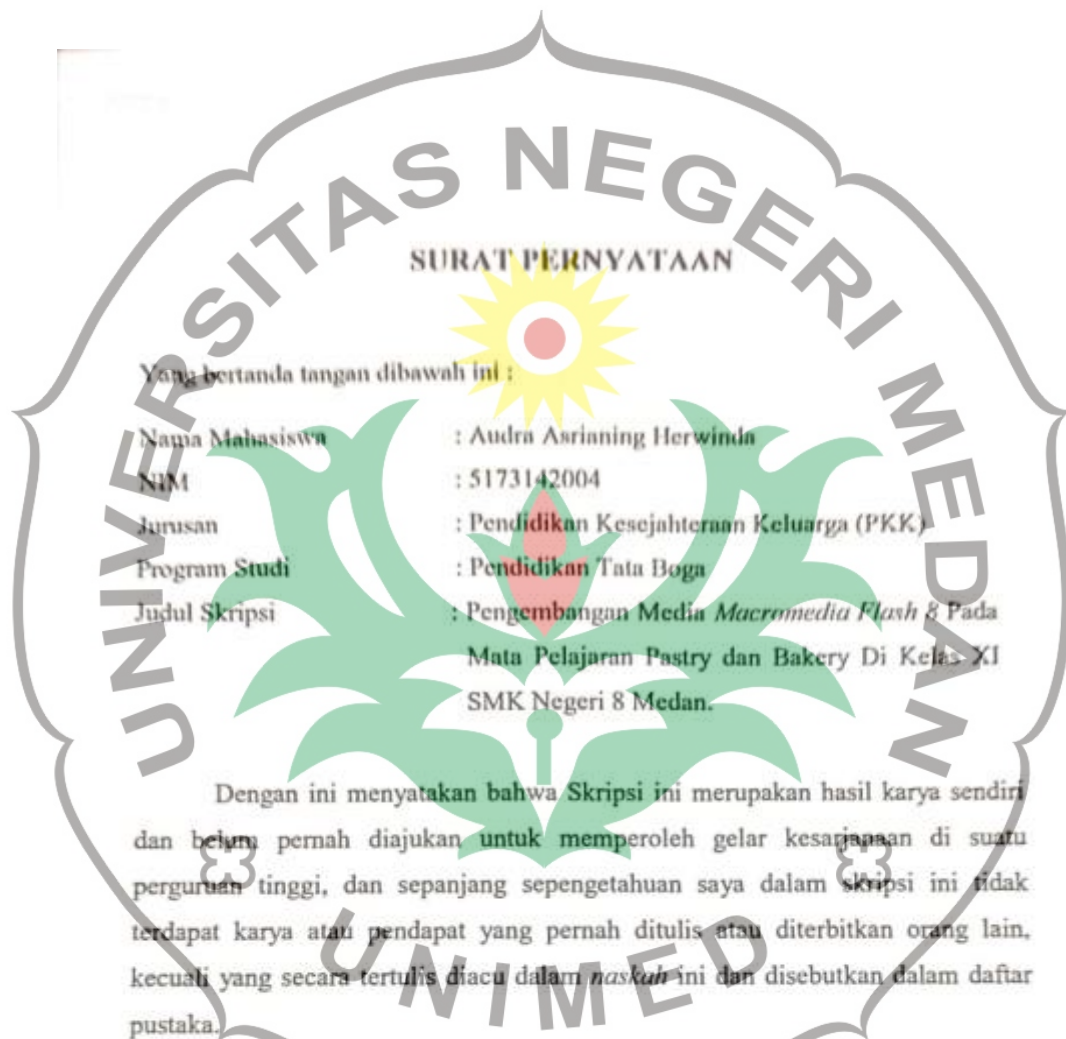 UNIVERSITAS NEGERI MEDAN
SURAT PERNYATAAN
Yang bertanda tangan dibawah ini :
Nama Mahasiswa : Audra Asrianing Herwinda
NIM : 5173142004
Jurusan : Pendidikan Kesejahteraan Keluarga (PKK)
Program Studi : Pendidikan Tata Boga
Judul Skripsi : Pengembangan Media Macromedia Flash 8 Pada
Mata Pelajaran Pastry dan Bakery Di Kelas XI
SMK Negeri 8 Medan.
Dengan ini menyatakan bahwa Skripsi ini merupakan hasil karya sendiri
dan belum pernah diajukan untuk memperoleh gelar kesarjanaan di suatu
perguruan tinggi, dan sepanjang sepengetahuan saya dalam skripsi ini tidak
terdapat karya atau pendapat yang pernah ditulis atau diterbitkan orang lain,
kecuali yang secara tertulis diacu dalam naskah ini dan disebutkan dalam daftar
pustaka.
UNIMED